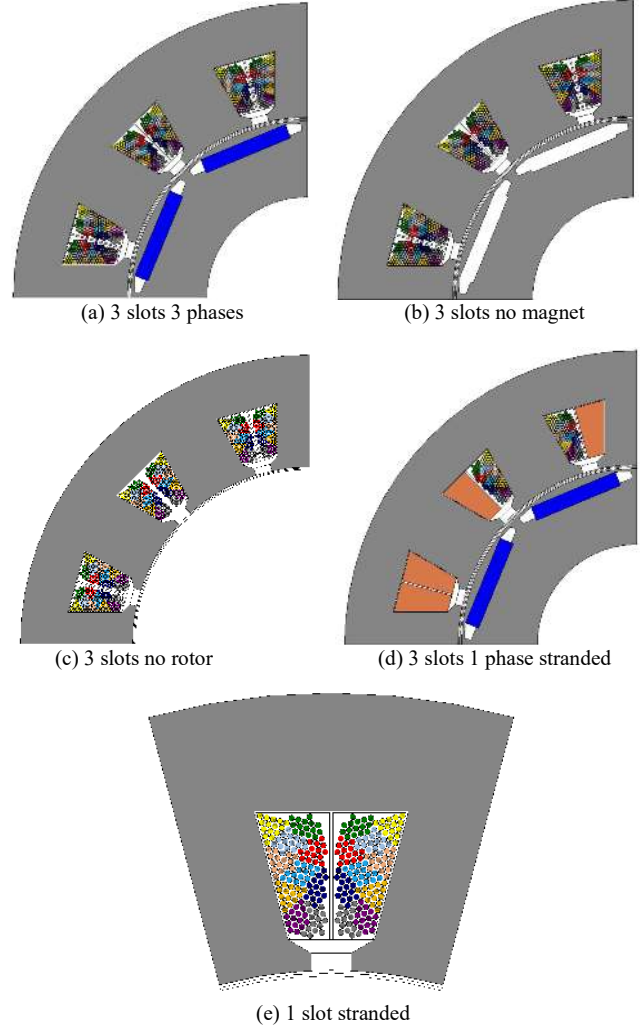 (a) 3 slots 3 phases
(b) 3 slots no magnet
(c) 3 slots no rotor
(d) 3 slots 1 phase stranded
(e) 1 slot stranded